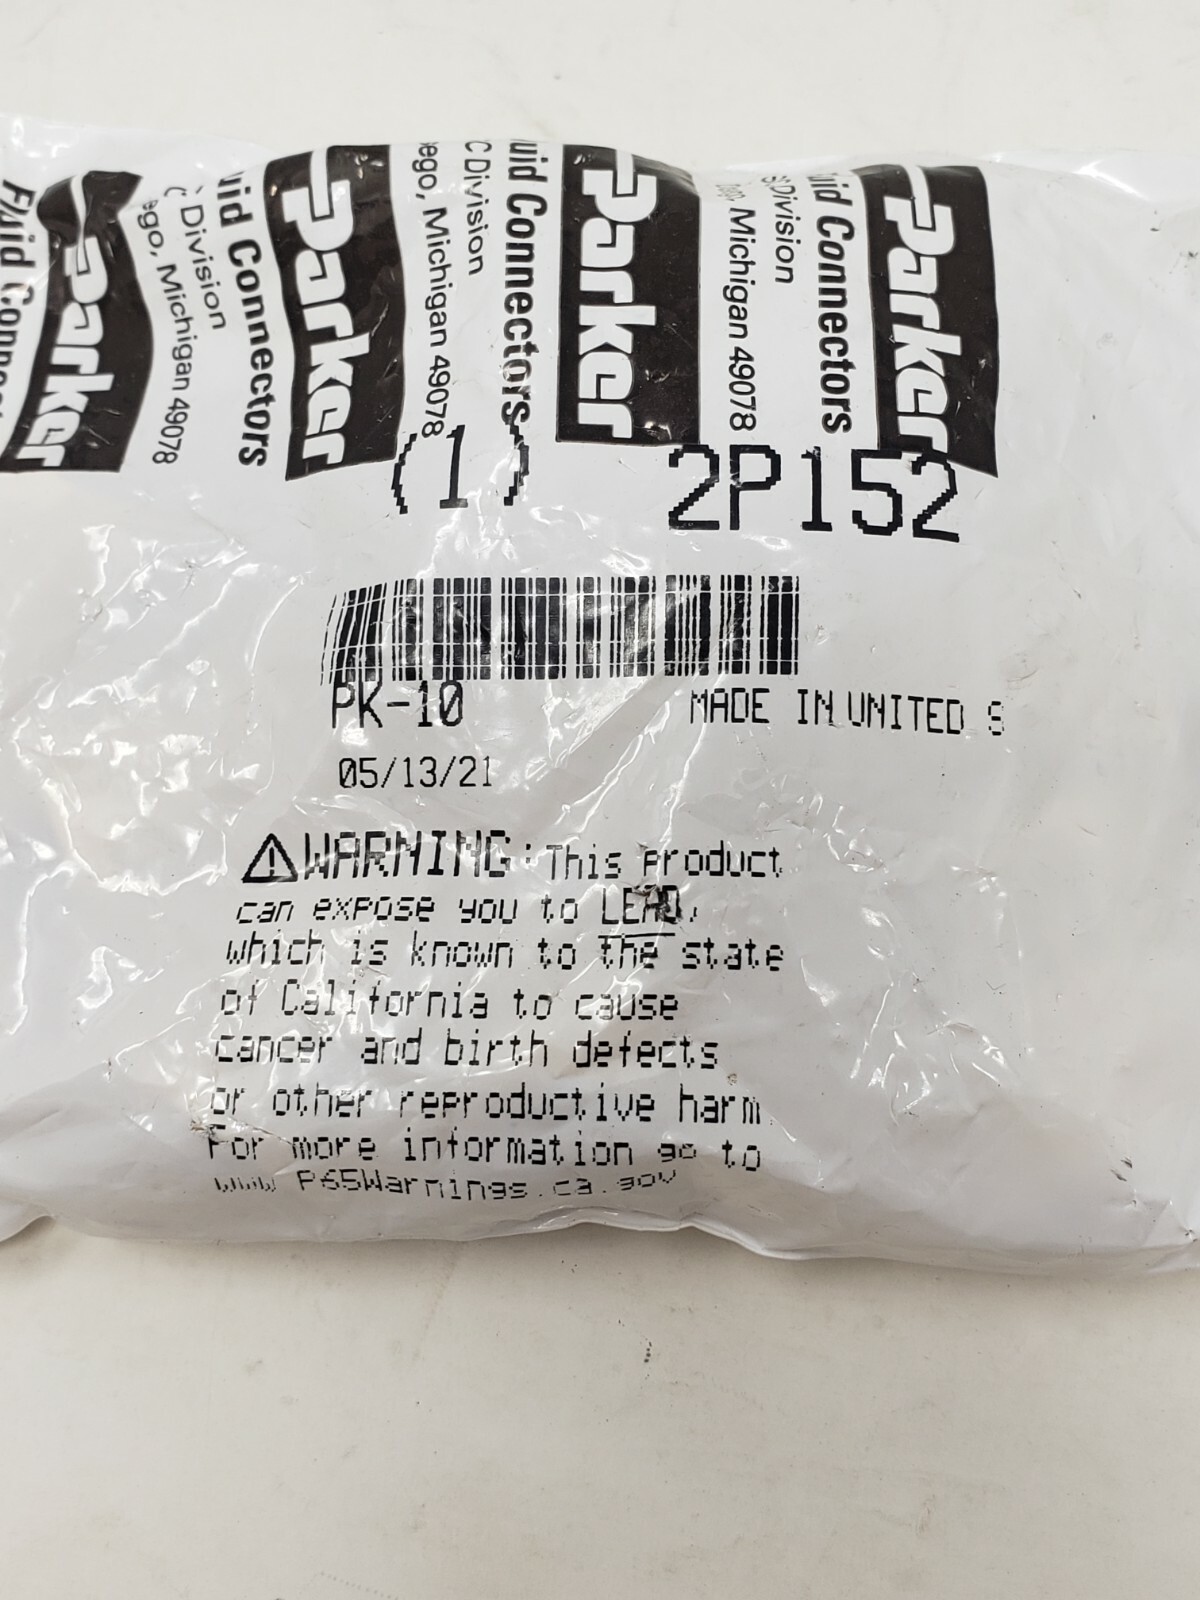 Fluid
Parker
Division
Michigan 49078
Connectors
Parker
Michigan 49078
C Division
Connectors
Parker
Michigan 49078
Division
Connectors
Parker
(1) 2P152
PK-10 MADE IN UNITED S
05/13/21
⚠WARNING: This product
can expose you to LEAD,
which is known to the state
of California to cause
cancer and birth defects
or other reproductive harm.
For more information go to
www.P65Warnings.ca.gov